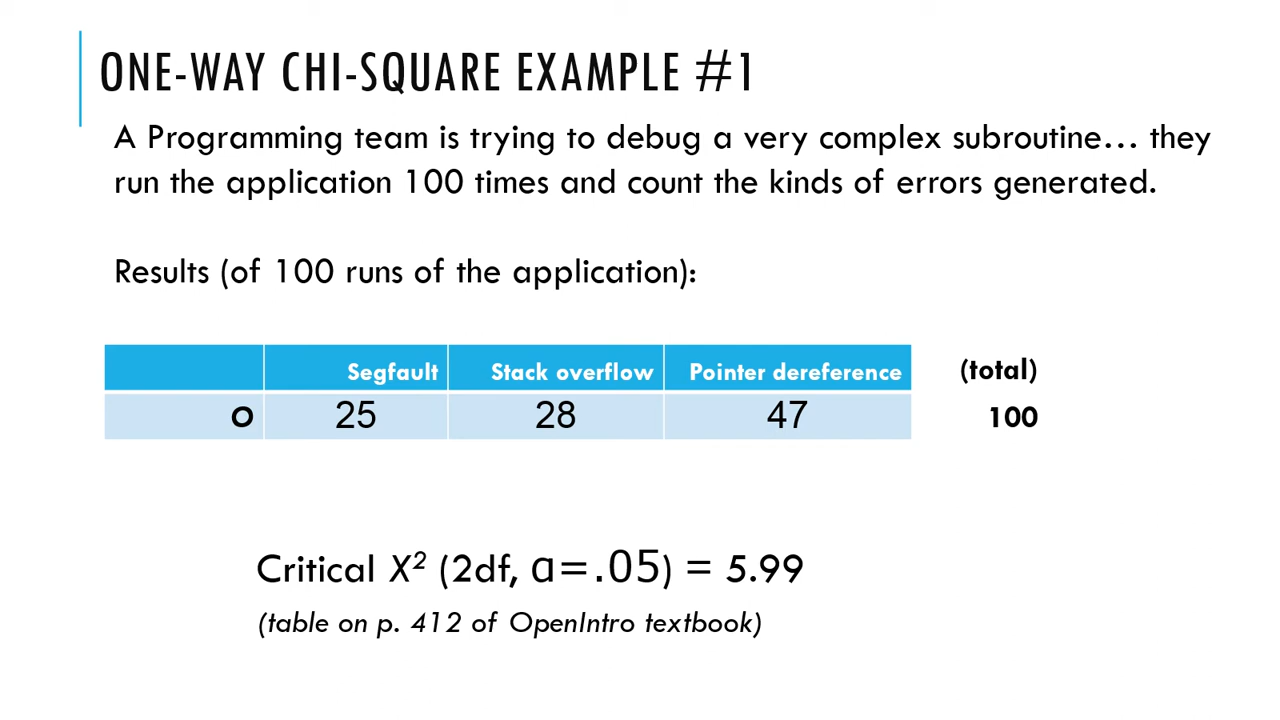 ONE-WAY CHI-SQUARE EXAMPLE #1
A Programming team is trying to debug a very complex subroutine… they
run the application 100 times and count the kinds of errors generated.
Results (of 100 runs of the application):
Segfault Stack overflow Pointer dereference (total)
O 25 28 47 100
Critical X² (2df, α=.05) = 5.99
(table on p. 412 of OpenIntro textbook)